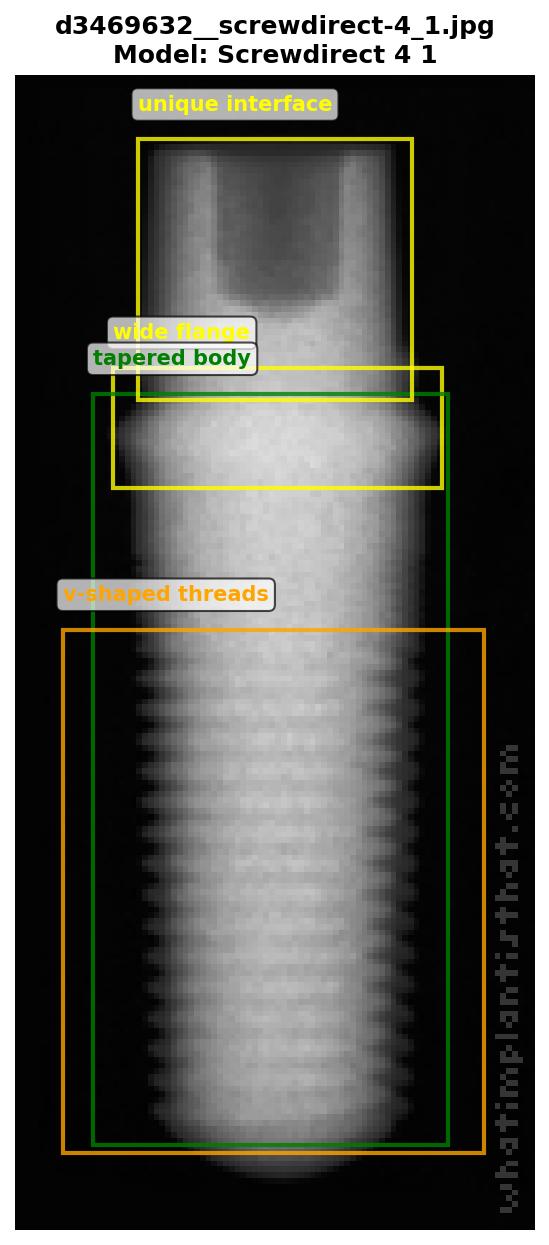 d3469632__screwdirect-4_1.jpg
Model: Screwdirect 4 1
unique interface
wide flange
tapered body
v-shaped threads
whatimplantisthat.com